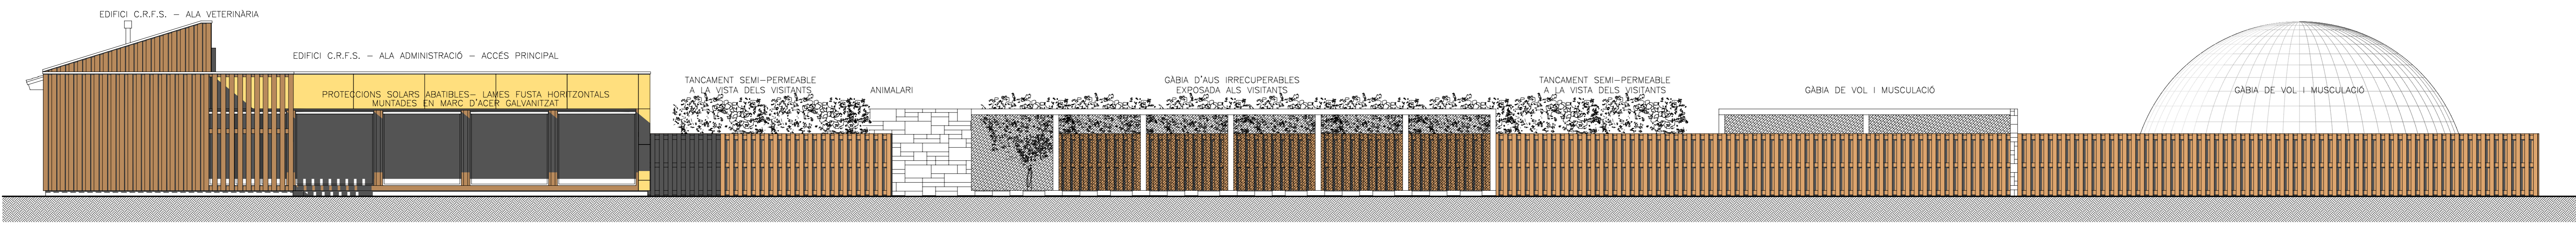 EDIFICI C.R.F.S. – ALA VETERINÀRIA
EDIFICI C.R.F.S. – ALA ADMINISTRACIÓ – ACCÉS PRINCIPAL
PROTECCIONS SOLARS ABATIBLES– LAMES FUSTA HORITZONTALS
MUNTADES EN MARC D'ACER GALVANITZAT
TANCAMENT SEMI–PERMEABLE
A LA VISTA DELS VISITANTS
ANIMALARI
GÀBIA D'AUS IRRECUPERABLES
EXPOSADA ALS VISITANTS
TANCAMENT SEMI–PERMEABLE
A LA VISTA DELS VISITANTS
GÀBIA DE VOL I MUSCULACIÓ
GÀBIA DE VOL I MUSCULACIÓ